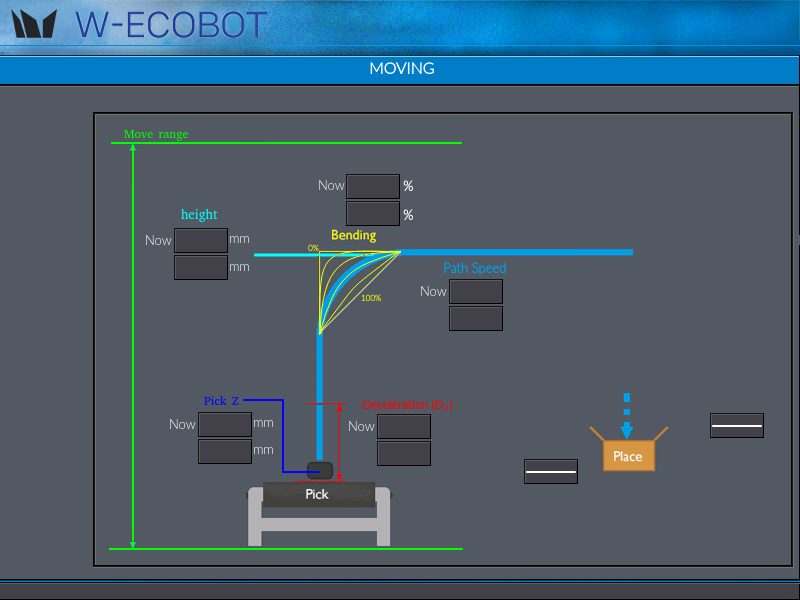 W-ECOBOT
MOVING
Move range
Now %
%
height
Now mm
mm
Bending
0%
100%
Path Speed
Now
Pick Z
Now mm
mm
Deceleration (D%)
Now
Pick
Place